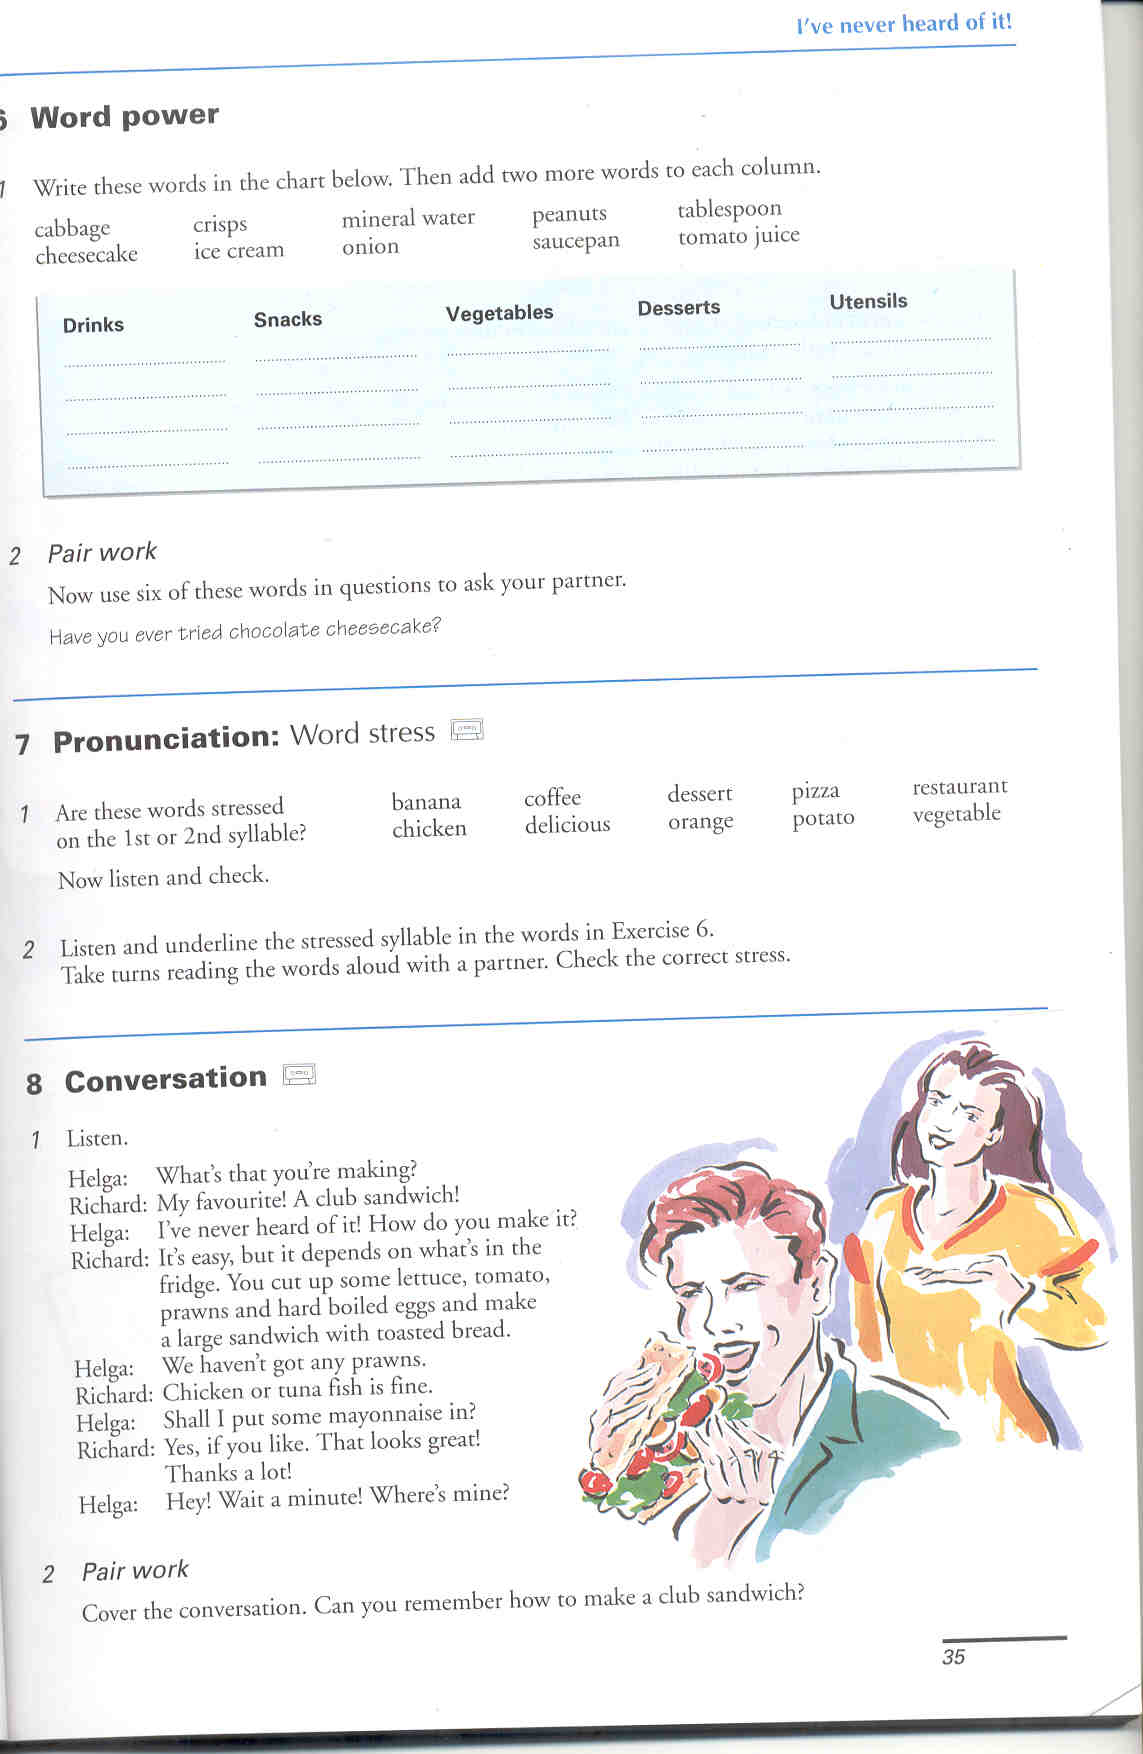 I've never heard of it!
6 Word power
1 Write these words in the chart below. Then add two more words to each column.
cabbage crisps mineral water peanuts tablespoon
cheesecake ice cream onion saucepan tomato juice
Drinks Snacks Vegetables Desserts Utensils
2 Pair work
Now use six of these words in questions to ask your partner.
Have you ever tried chocolate cheesecake?
7 Pronunciation: Word stress
1 Are these words stressed banana coffee dessert pizza restaurant
on the 1st or 2nd syllable? chicken delicious orange potato vegetable
Now listen and check.
2 Listen and underline the stressed syllable in the words in Exercise 6.
Take turns reading the words aloud with a partner. Check the correct stress.
8 Conversation
1 Listen.
Helga: What's that you're making?
Richard: My favourite! A club sandwich!
Helga: I've never heard of it! How do you make it?
Richard: It's easy, but it depends on what's in the
fridge. You cut up some lettuce, tomato,
prawns and hard boiled eggs and make
a large sandwich with toasted bread.
Helga: We haven't got any prawns.
Richard: Chicken or tuna fish is fine.
Helga: Shall I put some mayonnaise in?
Richard: Yes, if you like. That looks great!
Thanks a lot!
Helga: Hey! Wait a minute! Where's mine?
2 Pair work
Cover the conversation. Can you remember how to make a club sandwich?
35